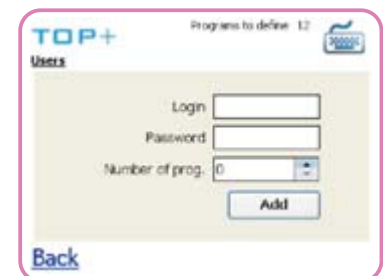 TOP+
Programs to define 12
Users
Login
Password
Number of prog. 0
Add
Back